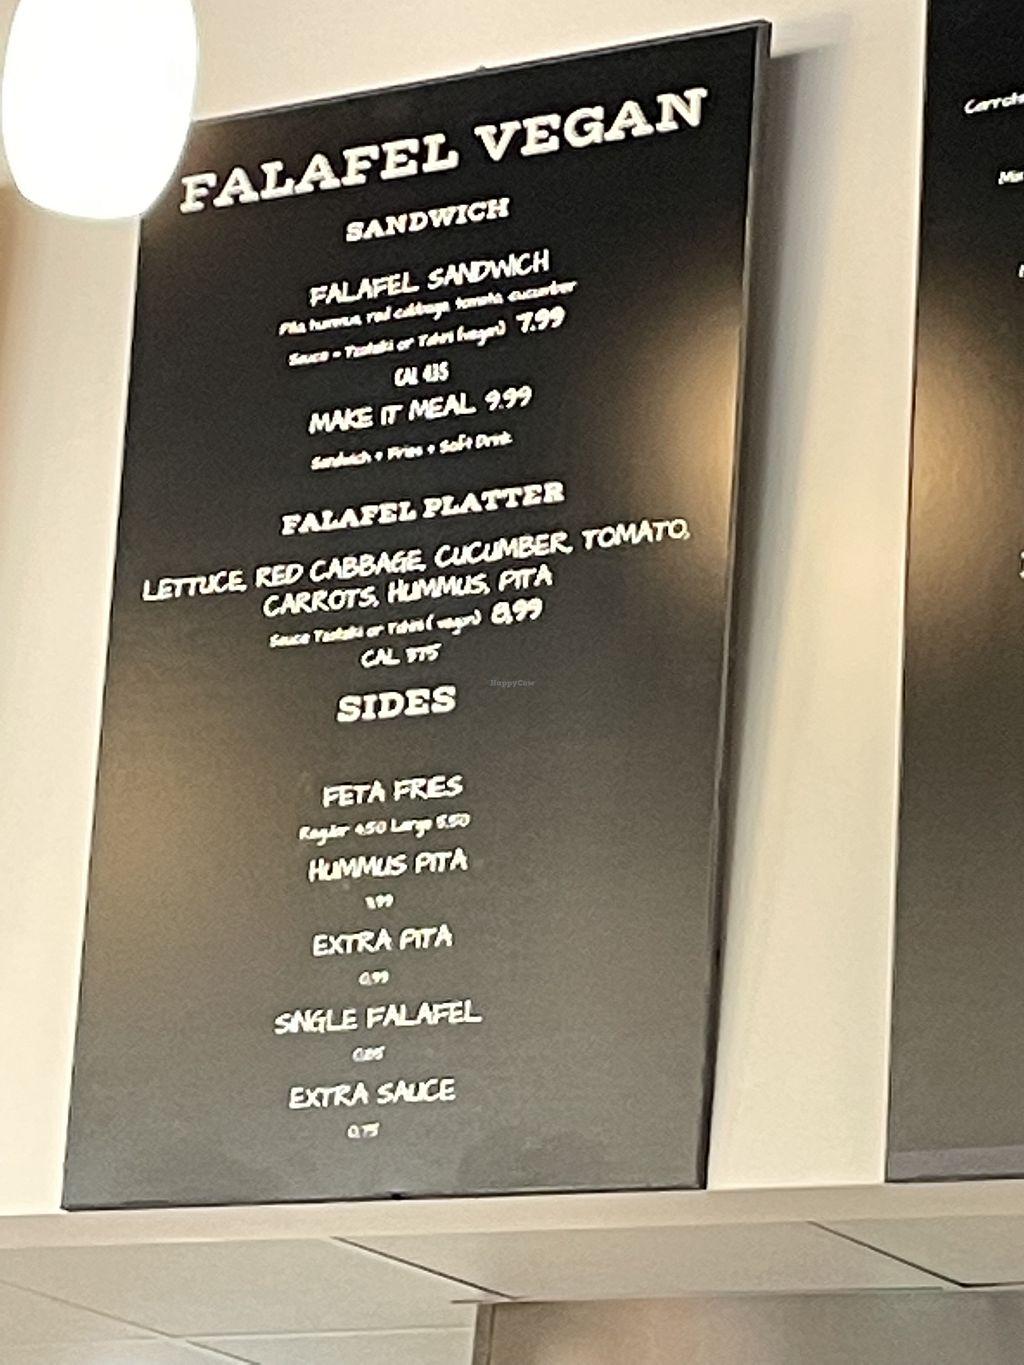 FALAFEL VEGAN
SANDWICH
FALAFEL SANDWICH
Pita hummus, red cabbage, tomato, cucumber
Sauce - Tzatziki or Tahini (vegan) 7.99
CAL
MAKE IT MEAL 9.99
Sandwich + Fries + Soft Drink
FALAFEL PLATTER
LETTUCE, RED CABBAGE, CUCUMBER, TOMATO,
CARROTS, HUMMUS, PITA
Sauce Tzatziki or Tahini ( vegan) 8.99
CAL
SIDES
HappyCow
FETA FRIES
Regular 4.50 Large 5.50
HUMMUS PITA
EXTRA PITA
0.99
SINGLE FALAFEL
EXTRA SAUCE
0.75
Carrots